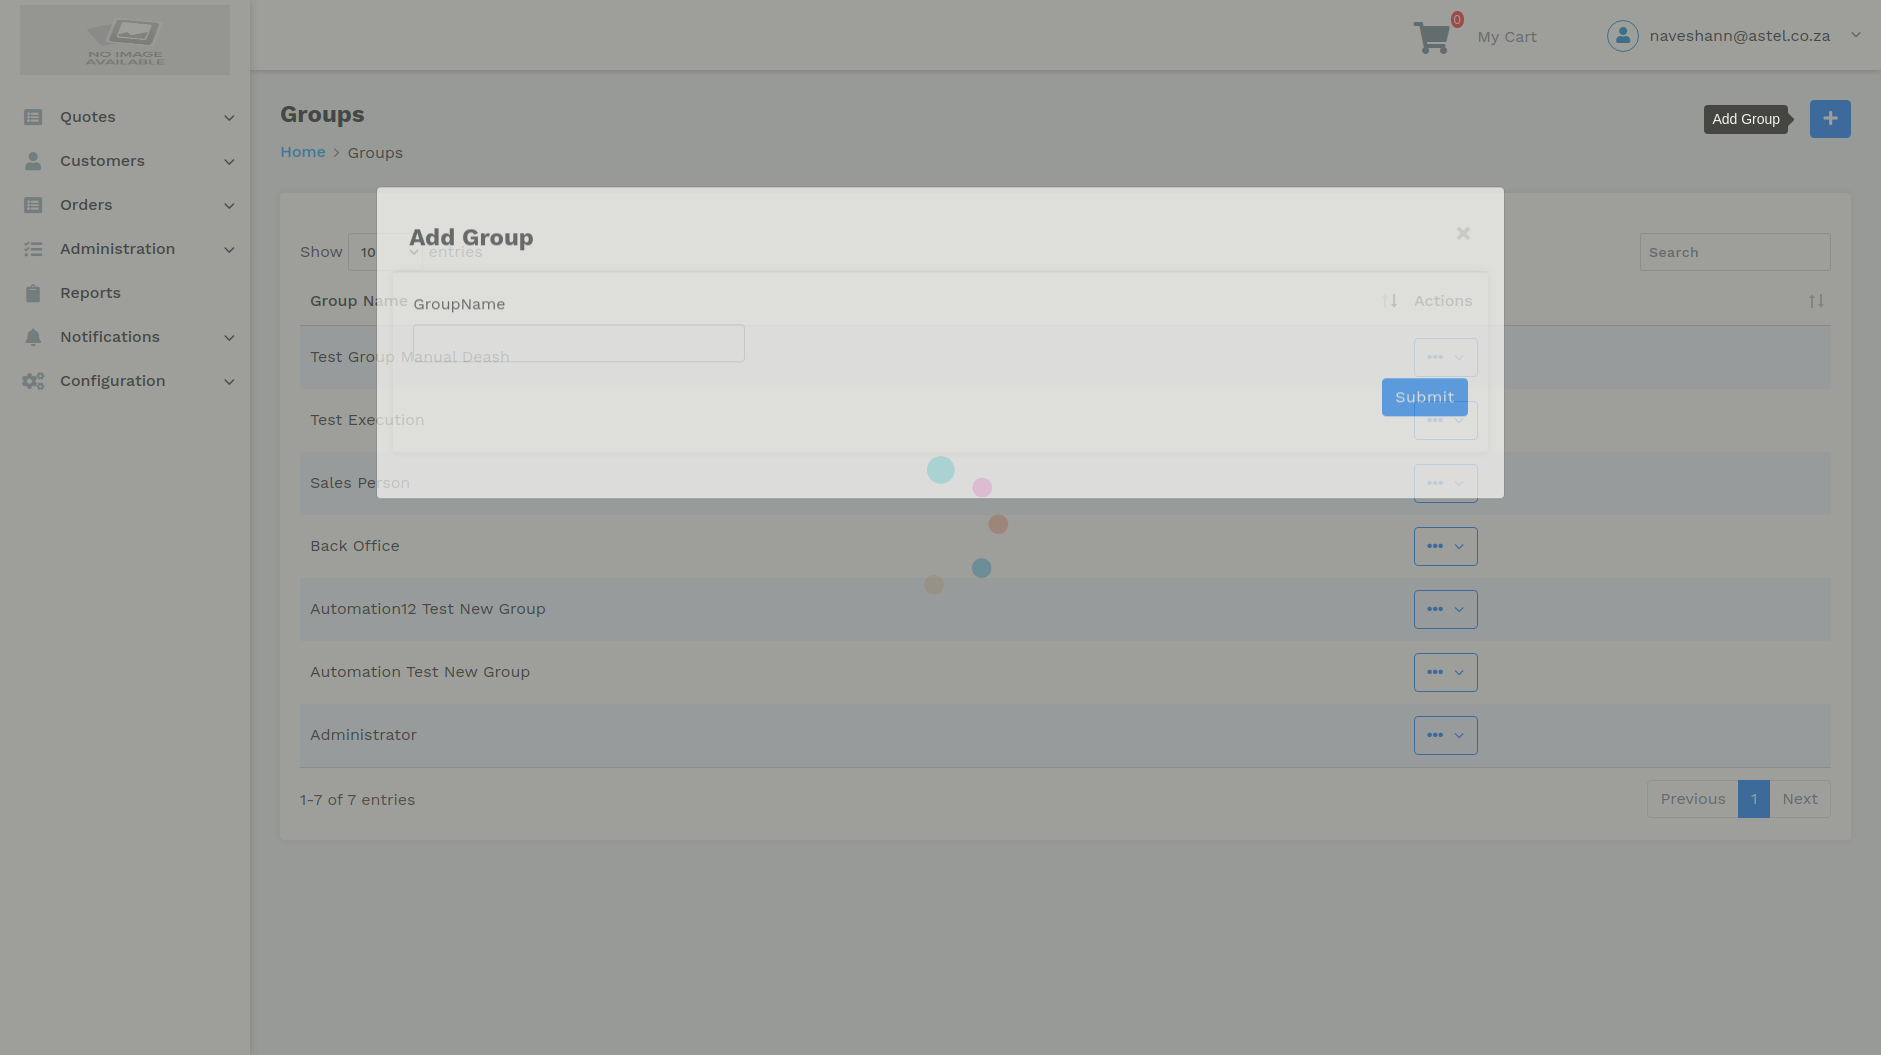 NO IMAGE
AVAILABLE
0
My Cart
naveshann@astel.co.za
Quotes
Customers
Orders
Administration
Reports
Notifications
Configuration
Groups
Add Group
Home > Groups
Add Group
×
Show 10 entries
Search
Group Name
Actions
GroupName
Test Group Manual Deash
Submit
Test Execution
Sales Person
Back Office
Automation12 Test New Group
Automation Test New Group
Administrator
1-7 of 7 entries
Previous 1 Next